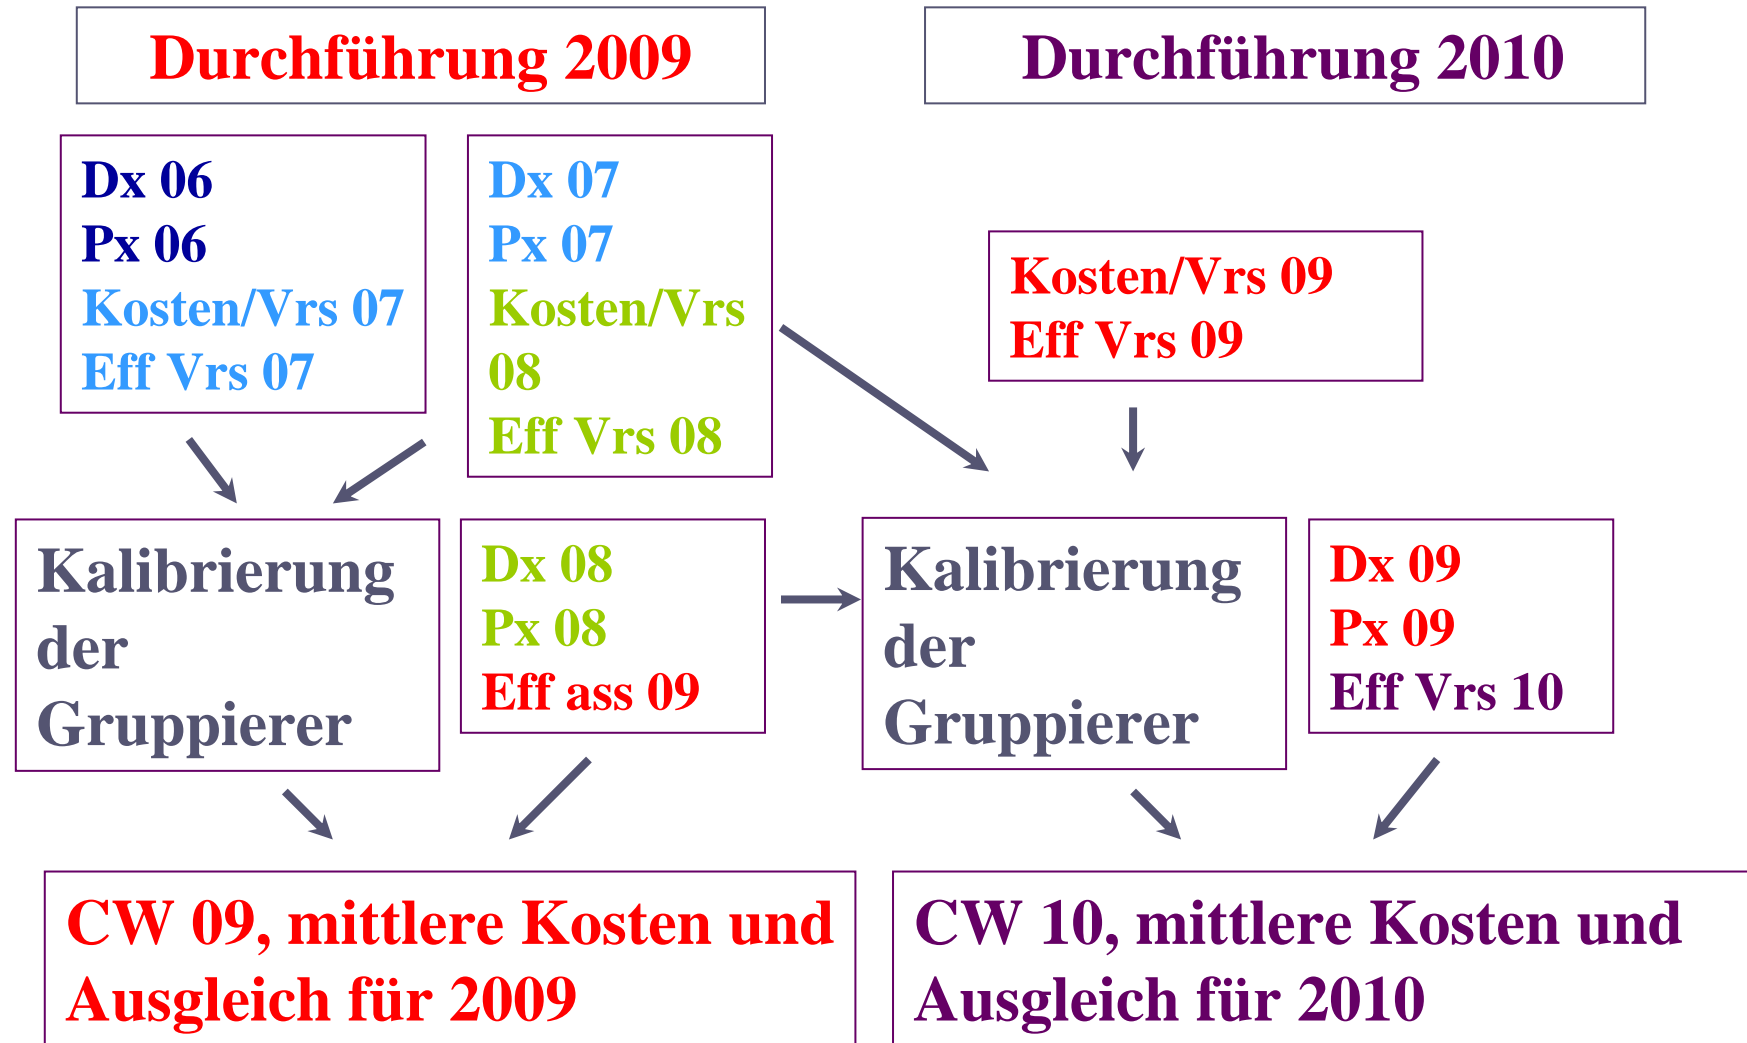 Durchführung 2009
Durchführung 2010
Dx 06
Px 06
Kosten/Vrs 07
Eff Vrs 07
Dx 07
Px 07
Kosten/Vrs
08
Eff Vrs 08
Kosten/Vrs 09
Eff Vrs 09
Kalibrierung
der
Gruppierer
Dx 08
Px 08
Eff ass 09
Kalibrierung
der
Gruppierer
Dx 09
Px 09
Eff Vrs 10
CW 09, mittlere Kosten und
Ausgleich für 2009
CW 10, mittlere Kosten und
Ausgleich für 2010